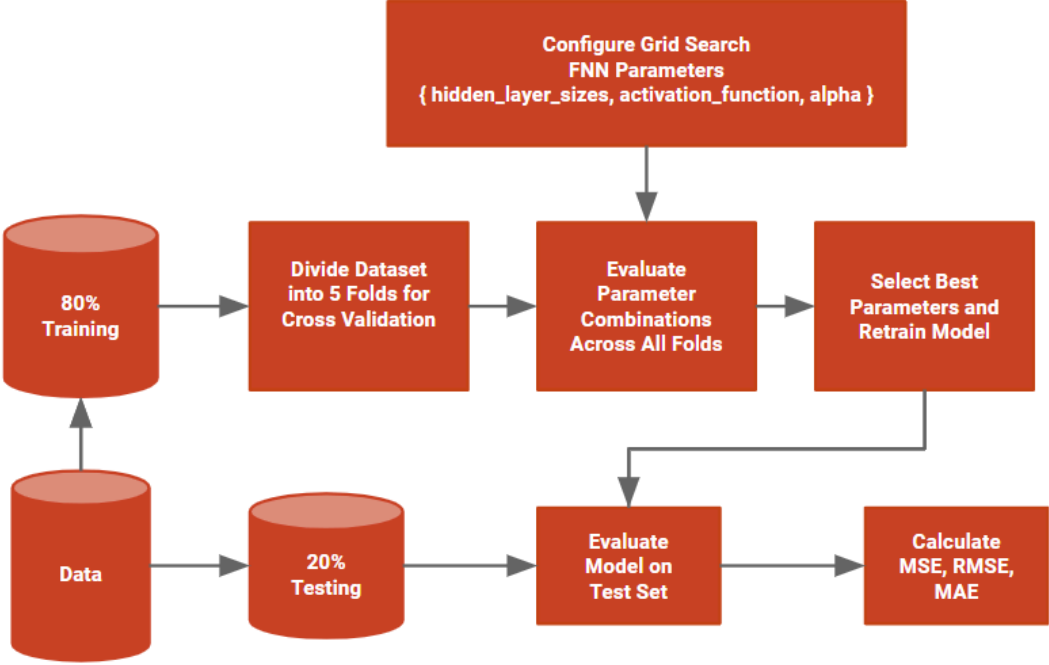 Configure Grid Search
FNN Parameters
{ hidden_layer_sizes, activation_function, alpha }
80%
Training
Divide Dataset
into 5 Folds for
Cross Validation
Evaluate
Parameter
Combinations
Across All Folds
Select Best
Parameters and
Retrain Model
Data
20%
Testing
Evaluate
Model on
Test Set
Calculate
MSE, RMSE,
MAE